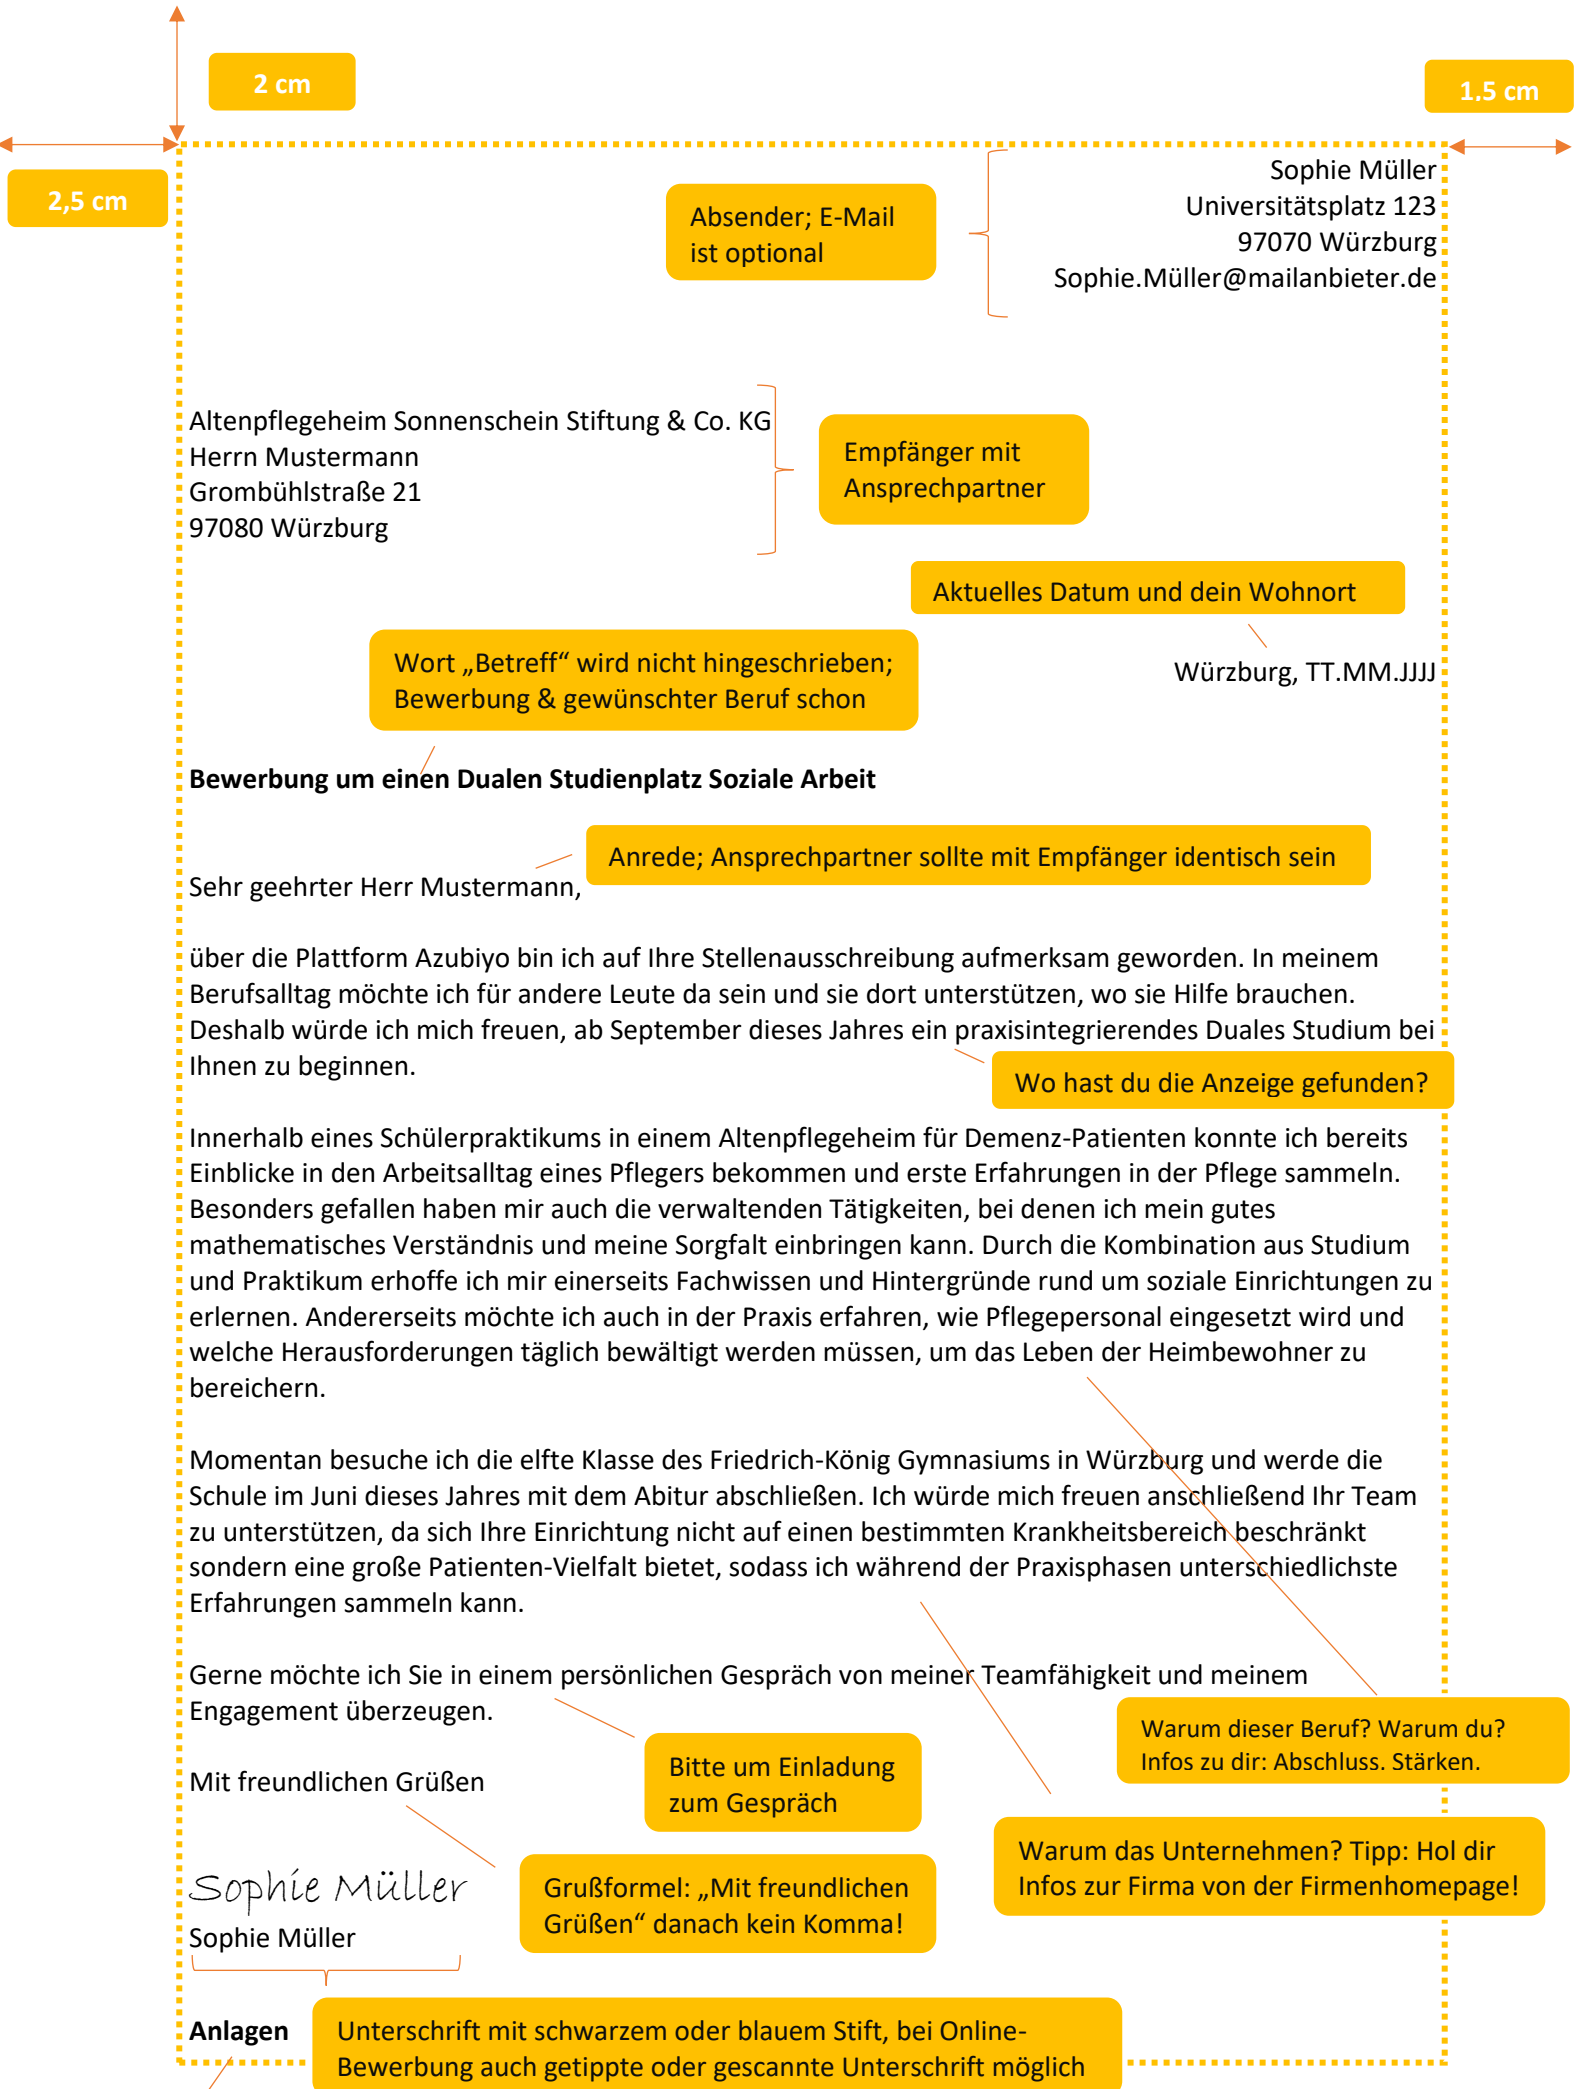 2 cm
1,5 cm
2,5 cm
Absender; E-Mail
ist optional
Sophie Müller
Universitätsplatz 123
97070 Würzburg
Sophie.Müller@mailanbieter.de
Altenpflegeheim Sonnenschein Stiftung & Co. KG
Herrn Mustermann
Grombühlstraße 21
97080 Würzburg
Empfänger mit
Ansprechpartner
Aktuelles Datum und dein Wohnort
Wort „Betreff“ wird nicht hingeschrieben;
Bewerbung & gewünschter Beruf schon
Würzburg, TT.MM.JJJJ
Bewerbung um einen Dualen Studienplatz Soziale Arbeit
Anrede; Ansprechpartner sollte mit Empfänger identisch sein
Sehr geehrter Herr Mustermann,
über die Plattform Azubiyo bin ich auf Ihre Stellenausschreibung aufmerksam geworden. In meinem
Berufsalltag möchte ich für andere Leute da sein und sie dort unterstützen, wo sie Hilfe brauchen.
Deshalb würde ich mich freuen, ab September dieses Jahres ein praxisintegrierendes Duales Studium bei
Ihnen zu beginnen.
Wo hast du die Anzeige gefunden?
Innerhalb eines Schülerpraktikums in einem Altenpflegeheim für Demenz-Patienten konnte ich bereits
Einblicke in den Arbeitsalltag eines Pflegers bekommen und erste Erfahrungen in der Pflege sammeln.
Besonders gefallen haben mir auch die verwaltenden Tätigkeiten, bei denen ich mein gutes
mathematisches Verständnis und meine Sorgfalt einbringen kann. Durch die Kombination aus Studium
und Praktikum erhoffe ich mir einerseits Fachwissen und Hintergründe rund um soziale Einrichtungen zu
erlernen. Andererseits möchte ich auch in der Praxis erfahren, wie Pflegepersonal eingesetzt wird und
welche Herausforderungen täglich bewältigt werden müssen, um das Leben der Heimbewohner zu
bereichern.
Momentan besuche ich die elfte Klasse des Friedrich-König Gymnasiums in Würzburg und werde die
Schule im Juni dieses Jahres mit dem Abitur abschließen. Ich würde mich freuen anschließend Ihr Team
zu unterstützen, da sich Ihre Einrichtung nicht auf einen bestimmten Krankheitsbereich beschränkt
sondern eine große Patienten-Vielfalt bietet, sodass ich während der Praxisphasen unterschiedlichste
Erfahrungen sammeln kann.
Gerne möchte ich Sie in einem persönlichen Gespräch von meiner Teamfähigkeit und meinem
Engagement überzeugen.
Warum dieser Beruf? Warum du?
Infos zu dir: Abschluss. Stärken.
Bitte um Einladung
zum Gespräch
Mit freundlichen Grüßen
Warum das Unternehmen? Tipp: Hol dir
Infos zur Firma von der Firmenhomepage!
Grußformel: „Mit freundlichen
Grüßen“ danach kein Komma!
Sophie Müller
Sophie Müller
Anlagen
Unterschrift mit schwarzem oder blauem Stift, bei Online-
Bewerbung auch getippte oder gescannte Unterschrift möglich